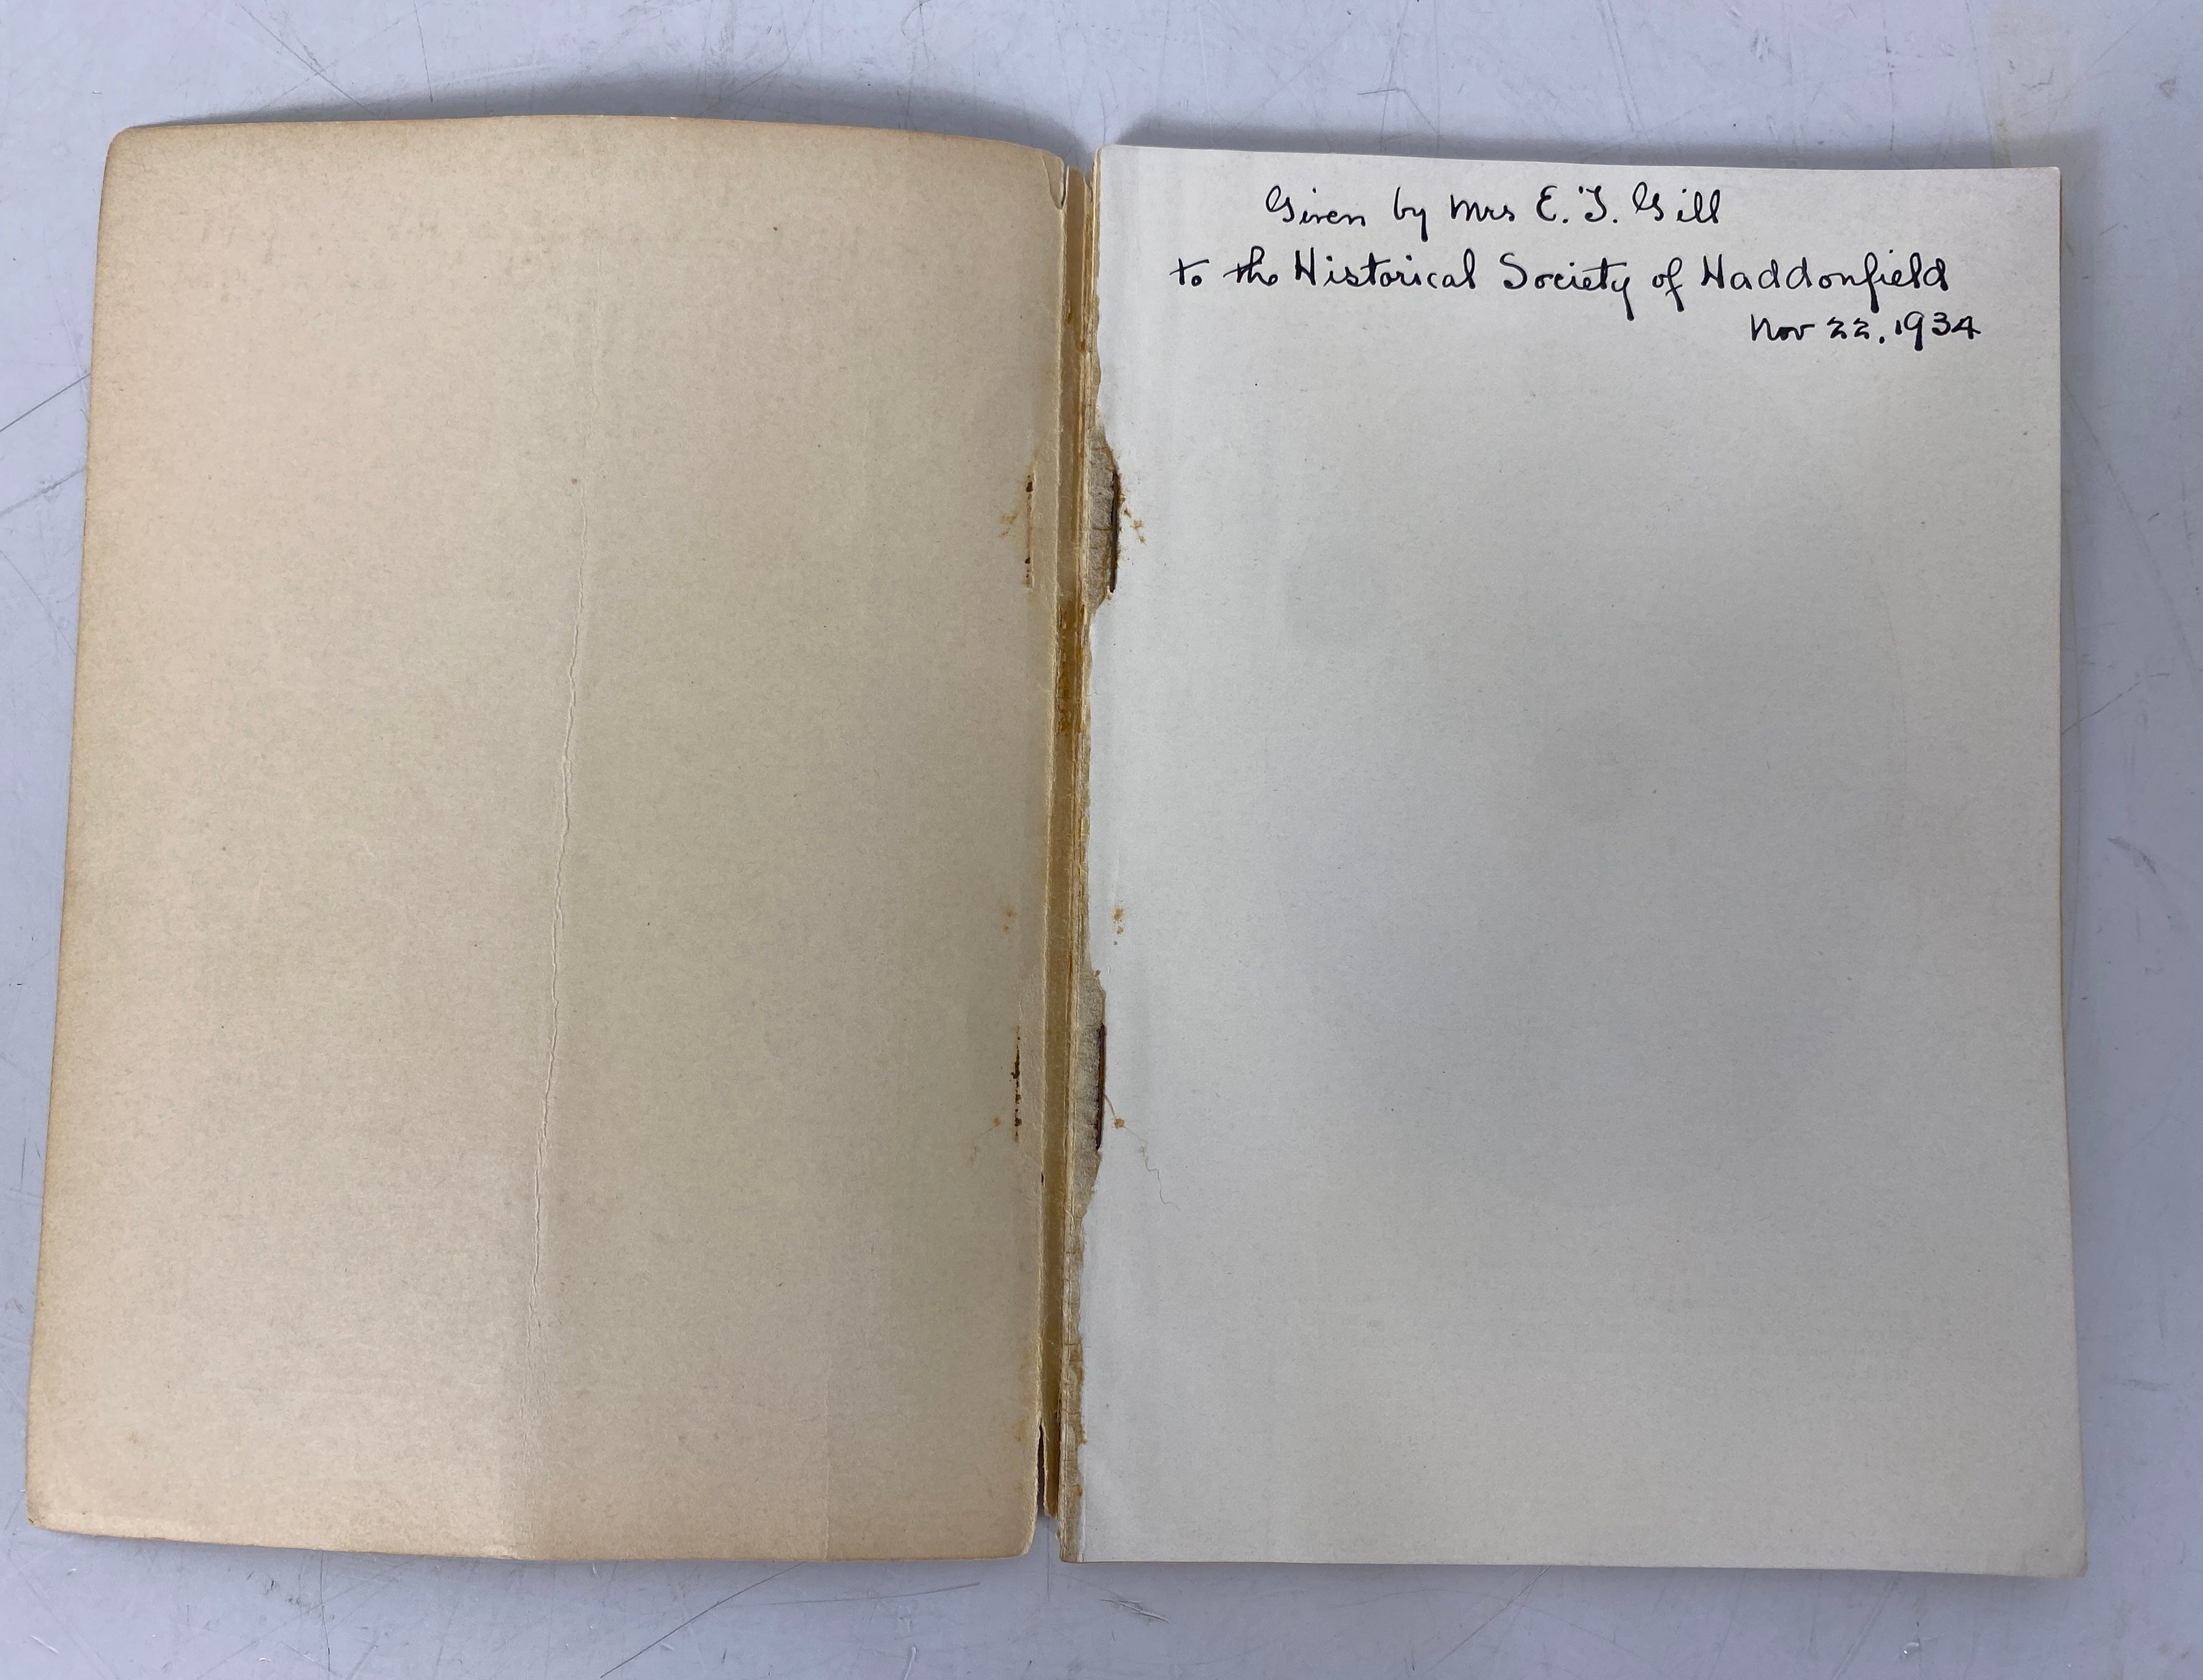 Given by Mrs E. T. Gill
to the Historical Society of Haddonfield
Nov 22. 1934